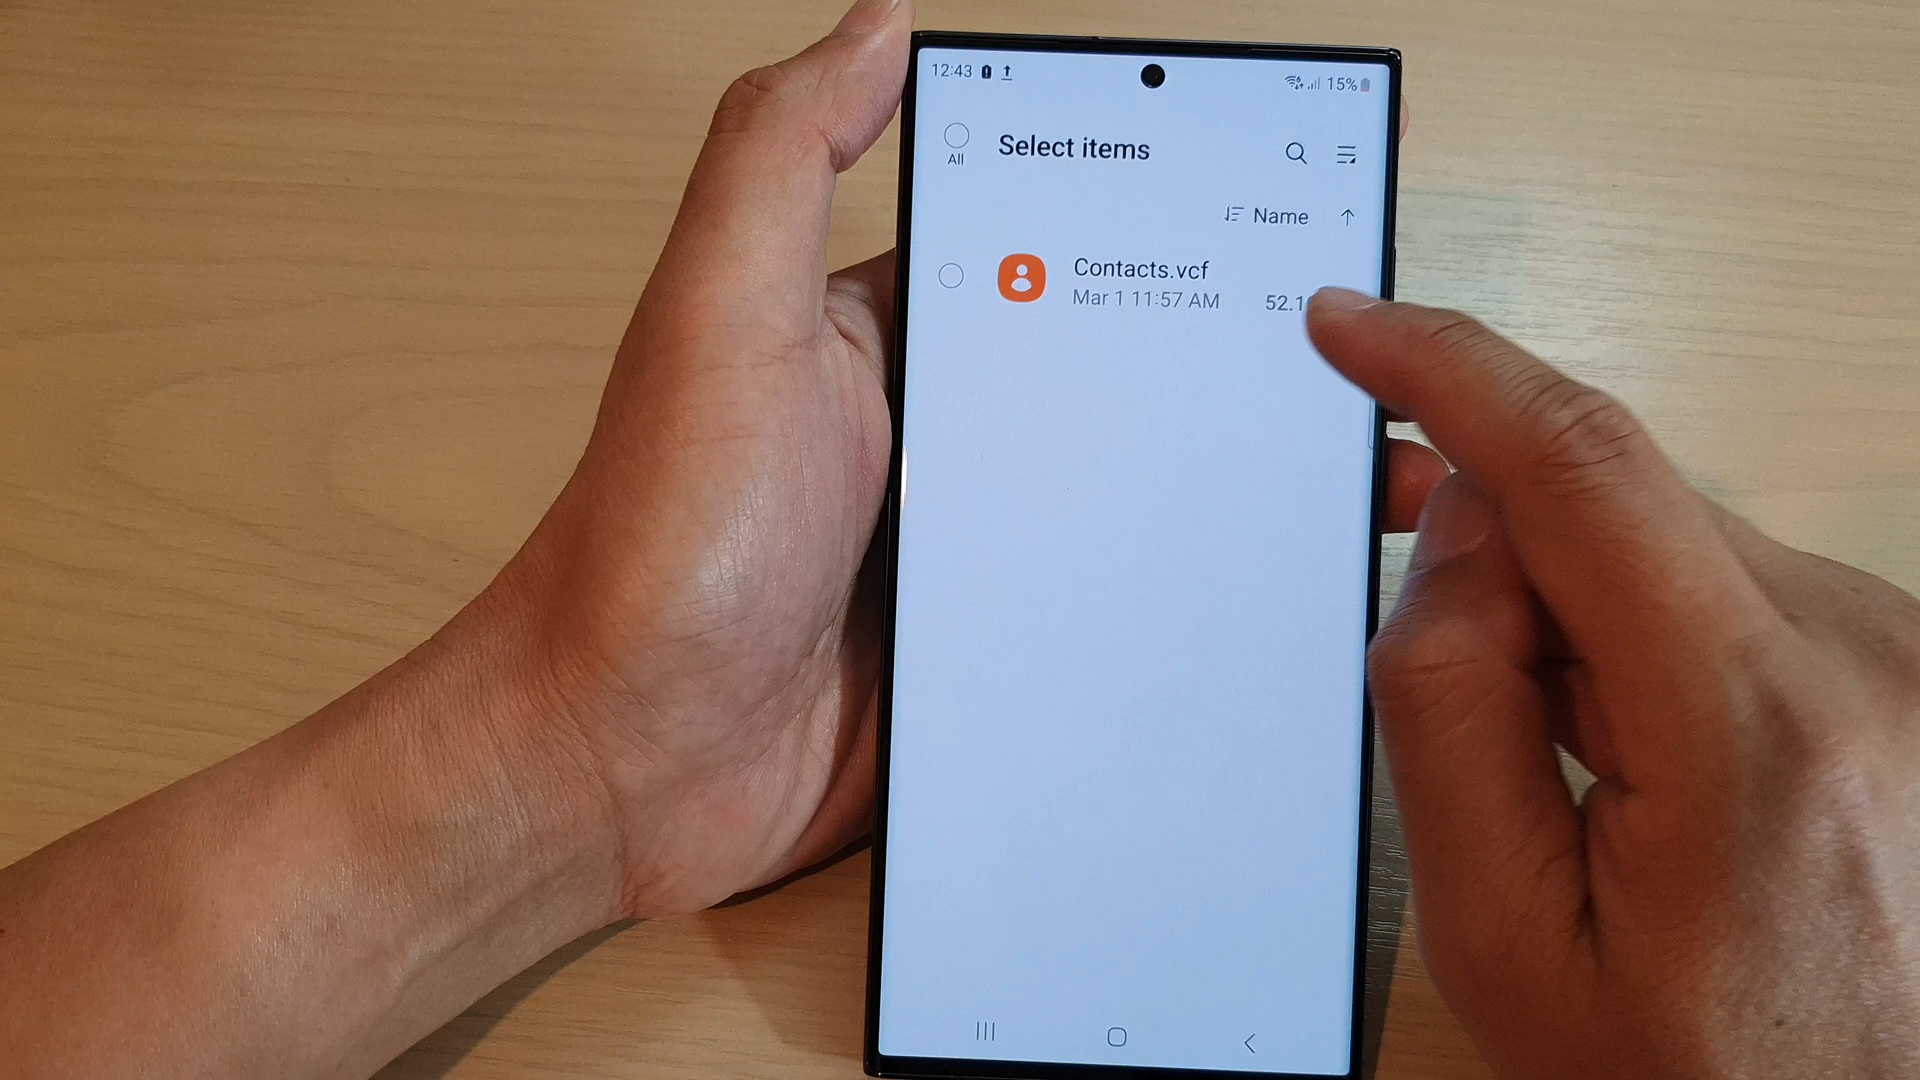 12:43 15%
Select items
All
Name
Contacts.vcf
Mar 1 11:57 AM